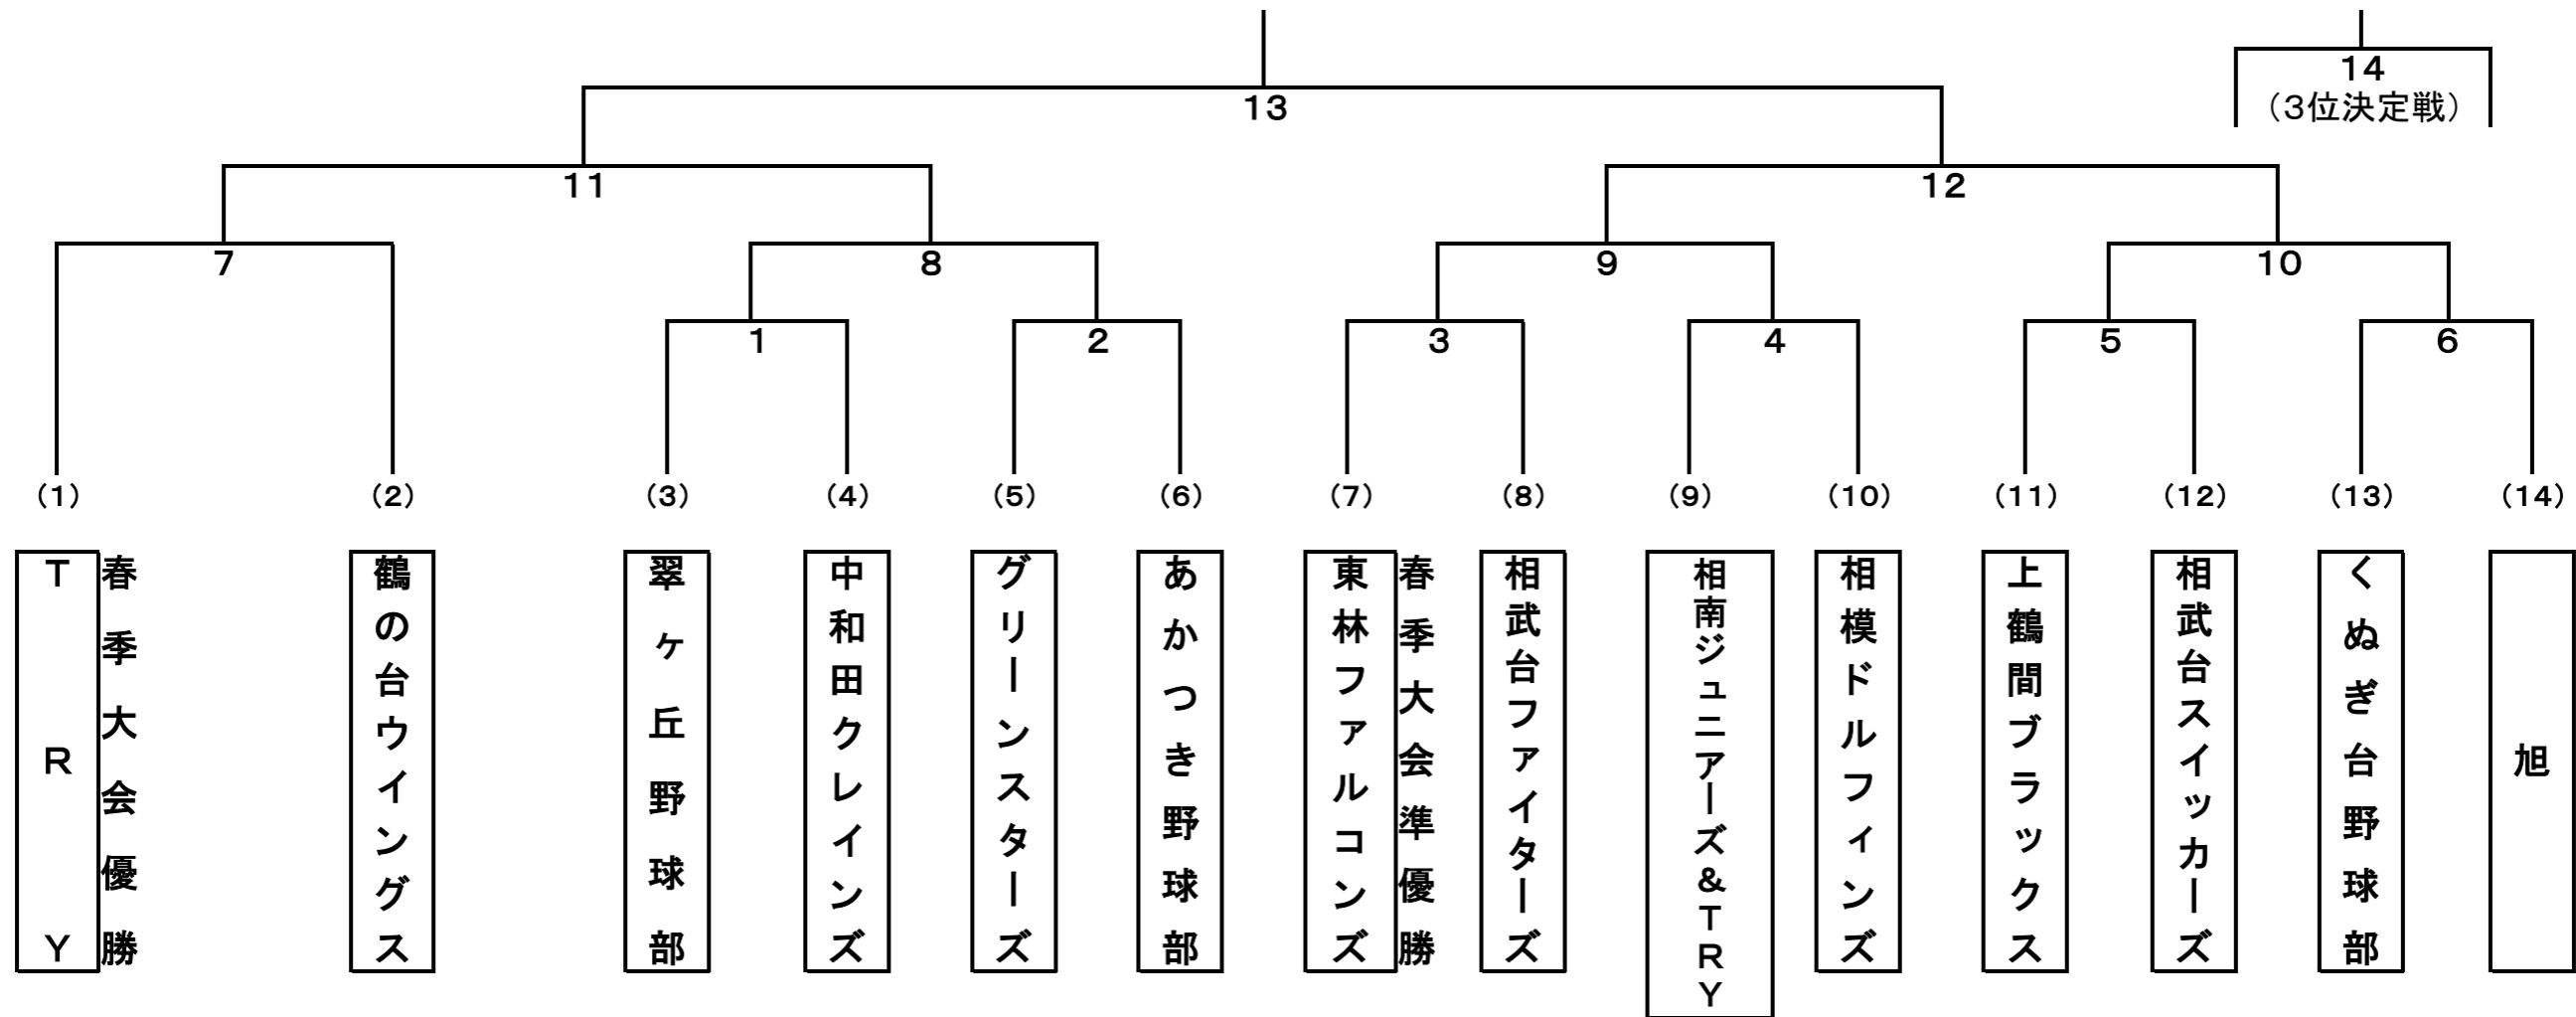 14
（3位決定戦）
13
11
12
7
8
9
10
1
2
3
4
5
6
（1）
（2）
（3）
（4）
（5）
（6）
（7）
（8）
（9）
（10）
（11）
（12）
（13）
（14）
ＴＲＹ
春季大会優勝
鶴の台ウイングス
翠ヶ丘野球部
中和田クレインズ
グリーンスターズ
あかつき野球部
東林ファルコンズ
春季大会準優勝
相武台ファイターズ
相南ジュニアーズ＆ＴＲＹ
相模ドルフィンズ
上鶴間ブラックス
相武台スイッカーズ
くぬぎ台野球部
旭